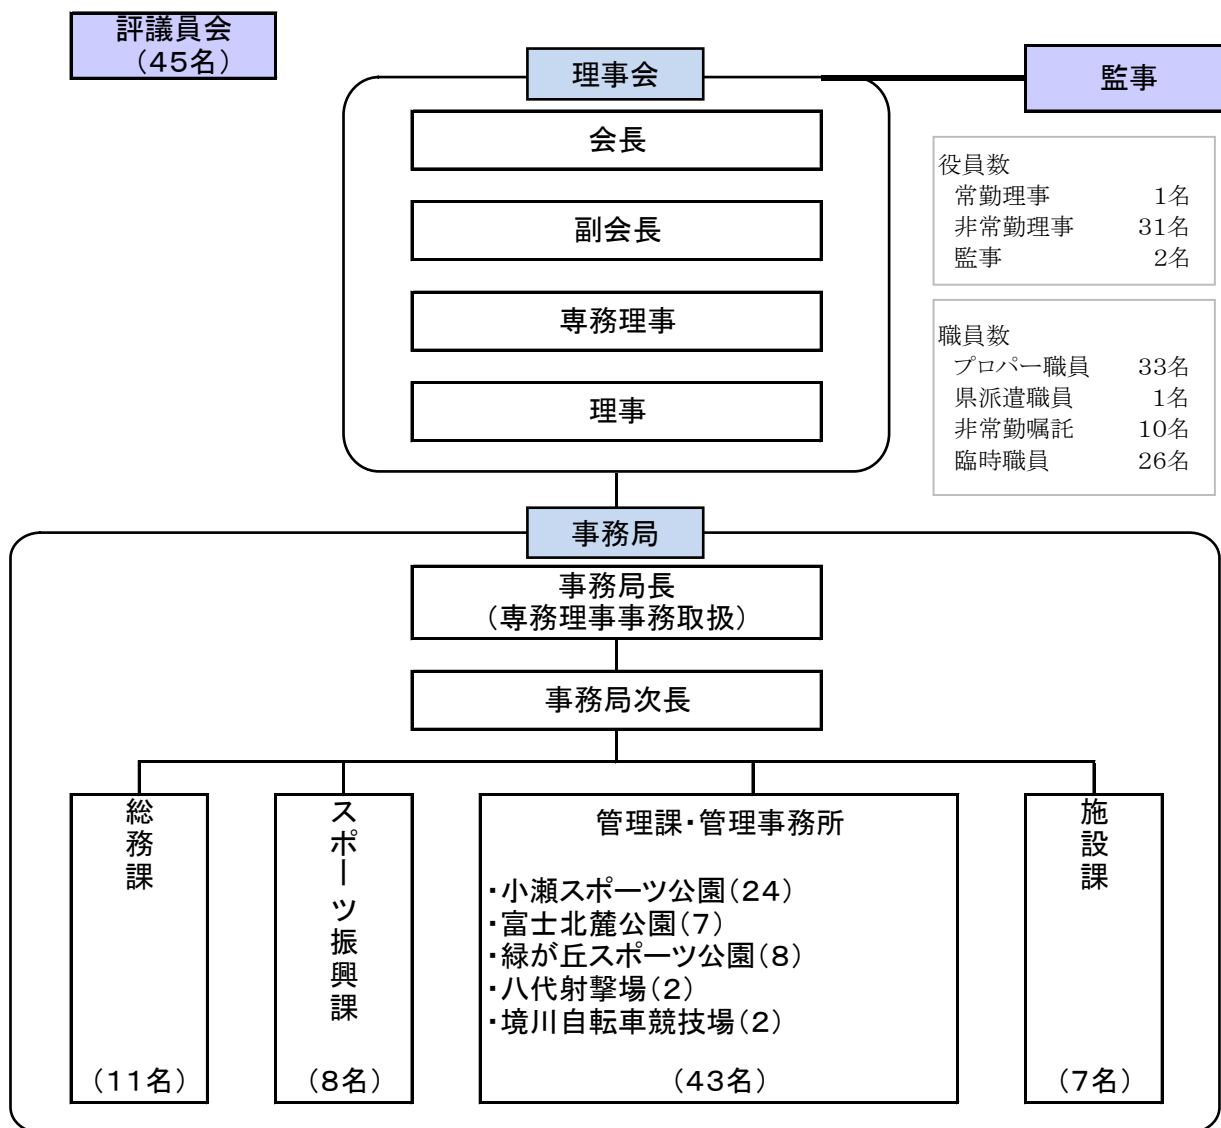 評議員会
（45名）
理事会
監事
会長
副会長
専務理事
理事
役員数
常勤理事 1名
非常勤理事 31名
監事 2名
職員数
プロパー職員 33名
県派遣職員 1名
非常勤嘱託 10名
臨時職員 26名
事務局
事務局長
（専務理事事務取扱）
事務局次長
総務課
（11名）
スポーツ振興課
（8名）
管理課・管理事務所
・小瀬スポーツ公園（24）
・富士北麓公園（7）
・緑が丘スポーツ公園（8）
・八代射撃場（2）
・境川自転車競技場（2）
（43名）
施設課
（7名）